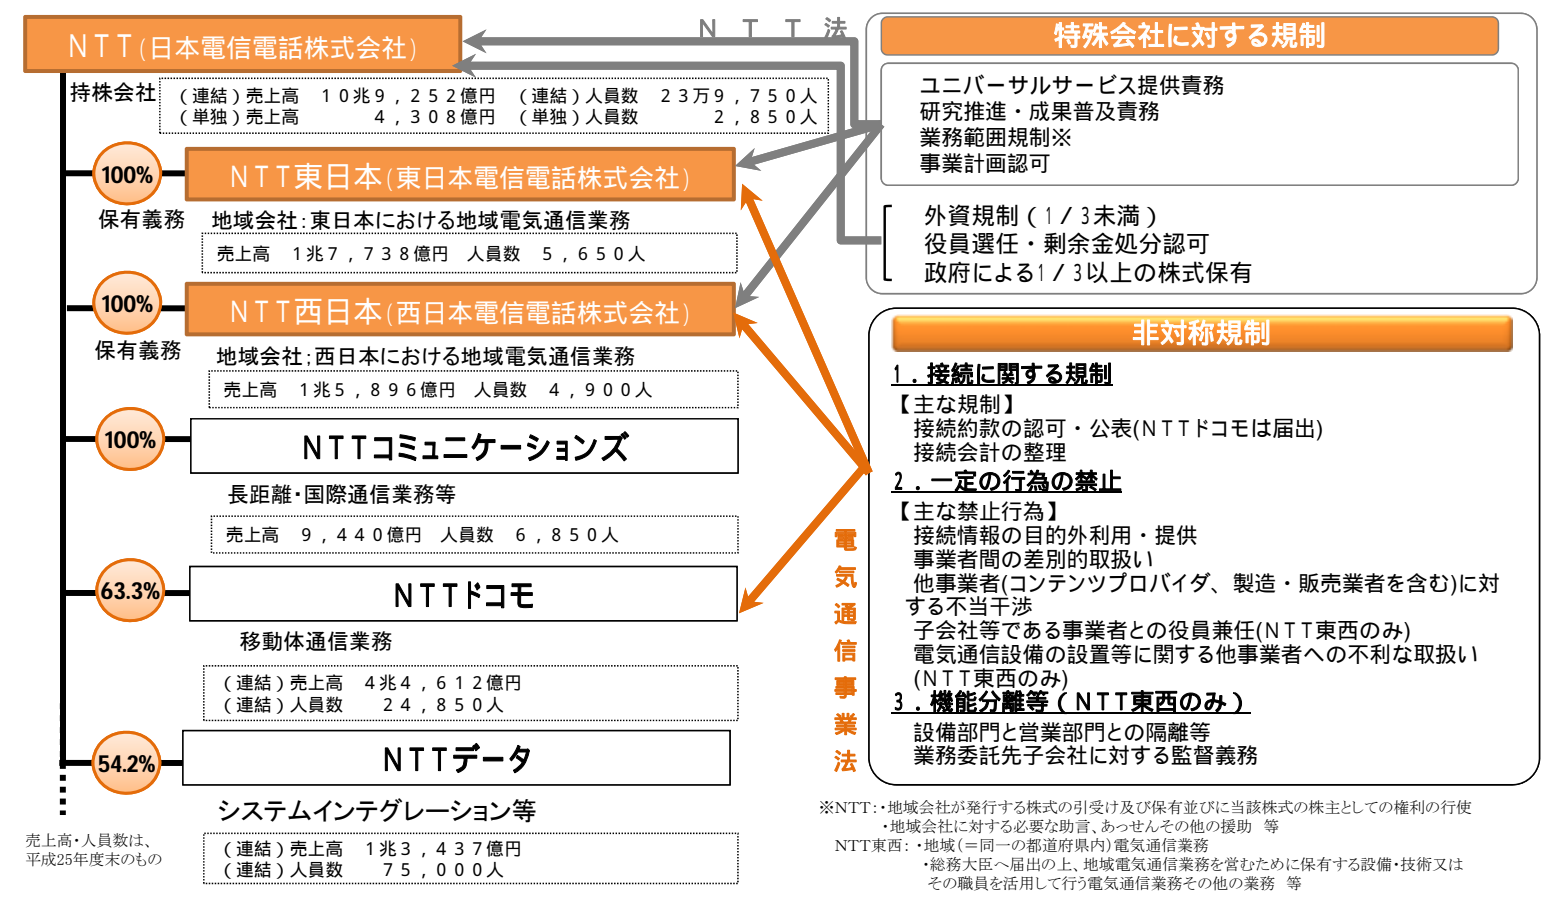 NTT(日本電信電話株式会社)
持株会社
(連結)売上高 10兆9,252億円 (連結)人員数 23万9,750人
(単独)売上高 4,308億円 (単独)人員数 2,850人
100%
保有義務
NTT東日本(東日本電信電話株式会社)
地域会社:東日本における地域電気通信業務
売上高 1兆7,738億円 人員数 5,650人
100%
保有義務
NTT西日本(西日本電信電話株式会社)
地域会社;西日本における地域電気通信業務
売上高 1兆5,896億円 人員数 4,900人
100%
NTTコミュニケーションズ
長距離・国際通信業務等
売上高 9,440億円 人員数 6,850人
63.3%
NTTドコモ
移動体通信業務
(連結)売上高 4兆4,612億円
(連結)人員数 24,850人
54.2%
NTTデータ
システムインテグレーション等
(連結)売上高 1兆3,437億円
(連結)人員数 75,000人
売上高・人員数は、
平成25年度末のもの
NTT法
電気通信事業法
特殊会社に対する規制
ユニバーサルサービス提供責務
研究推進・成果普及責務
業務範囲規制※
事業計画認可
外資規制(1/3未満)
役員選任・剰余金処分認可
政府による1/3以上の株式保有
非対称規制
1.接続に関する規制
【主な規制】
接続約款の認可・公表(NTTドコモは届出)
接続会計の整理
2.一定の行為の禁止
【主な禁止行為】
接続情報の目的外利用・提供
事業者間の差別的取扱い
他事業者(コンテンツプロバイダ、製造・販売業者を含む)に対
する不当干渉
子会社等である事業者との役員兼任(NTT東西のみ)
電気通信設備の設置等に関する他事業者への不利な取扱い
(NTT東西のみ)
3.機能分離等(NTT東西のみ)
設備部門と営業部門との隔離等
業務委託先子会社に対する監督義務
※NTT:・地域会社が発行する株式の引受け及び保有並びに当該株式の株主としての権利の行使
・地域会社に対する必要な助言、あっせんその他の援助 等
NTT東西:・地域(=同一の都道府県内)電気通信業務
・総務大臣へ届出の上、地域電気通信業務を営むために保有する設備・技術又は
その職員を活用して行う電気通信業務その他の業務 等